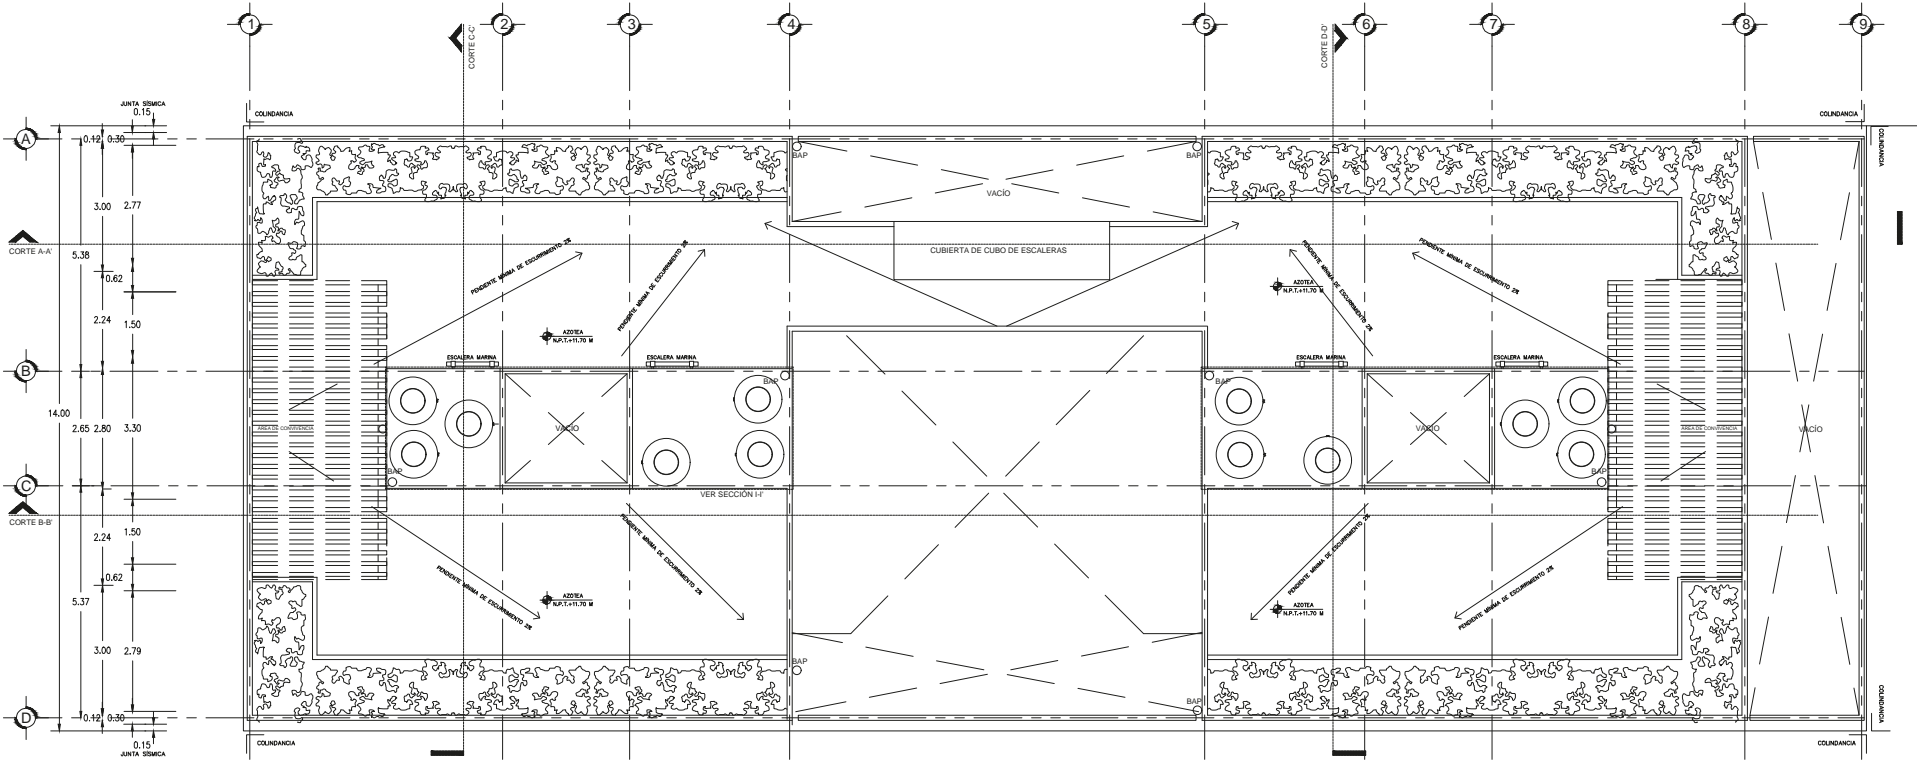 1 2 3 4 5 6 7 8 9
CORTE C-C'
CORTE D-D'
JUNTA SÍSMICA
0.15
COLINDANCIA
COLINDANCIA
COLINDANCIA
A
0.42
0.30
BAP
BAP
VACÍO
3.00
2.77
CORTE A-A'
5.38
CUBIERTA DE CUBO DE ESCALERAS
PENDIENTE MÍNIMA DE ESCURRIMIENTO 2%
PENDIENTE MÍNIMA DE ESCURRIMIENTO 2%
PENDIENTE MÍNIMA DE ESCURRIMIENTO 2%
PENDIENTE MÍNIMA DE ESCURRIMIENTO 2%
0.62
AZOTEA
N.P.T.+11.70 M
2.24
1.50
AZOTEA
N.P.T.+11.70 M
ESCALERA MARINA
ESCALERA MARINA
ESCALERA MARINA
ESCALERA MARINA
B
BAP
BAP
14.00
2.65
2.80
3.30
AREA DE CONVIVENCIA
VACÍO
VACÍO
AREA DE CONVIVENCIA
VACÍO
BAP
BAP
C
VER SECCIÓN I-I'
CORTE B-B'
2.24
1.50
PENDIENTE MÍNIMA DE ESCURRIMIENTO 2%
PENDIENTE MÍNIMA DE ESCURRIMIENTO 2%
PENDIENTE MÍNIMA DE ESCURRIMIENTO 2%
PENDIENTE MÍNIMA DE ESCURRIMIENTO 2%
0.62
5.37
AZOTEA
N.P.T.+11.70 M
AZOTEA
N.P.T.+11.70 M
3.00
2.79
BAP
BAP
D
0.42
0.30
0.15
JUNTA SÍSMICA
COLINDANCIA
COLINDANCIA
COLINDANCIA